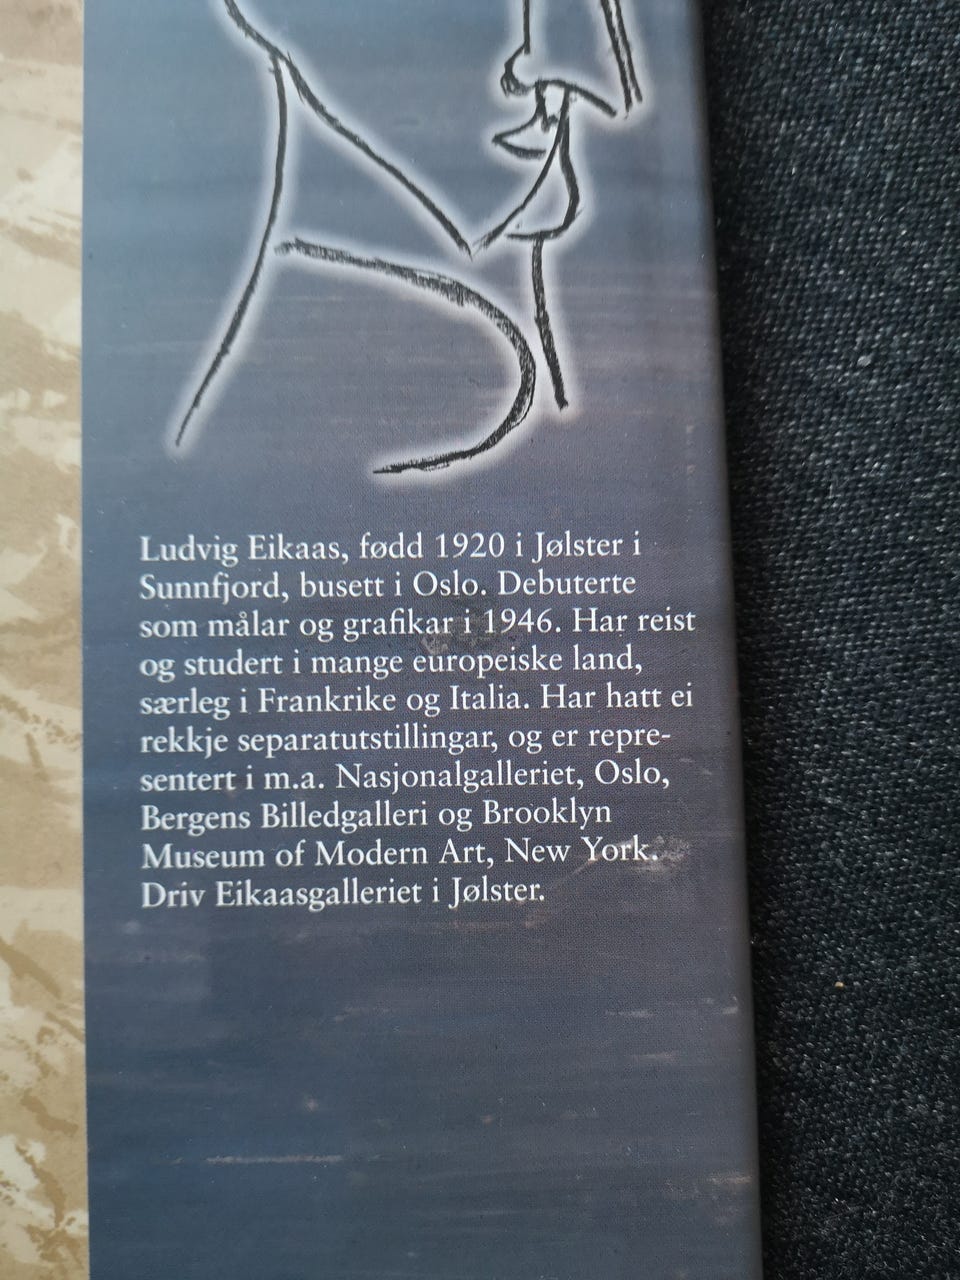 Ludvig Eikaas, fødd 1920 i Jølster i
Sunnfjord, busett i Oslo. Debuterte
som målar og grafikar i 1946. Har reist
og studert i mange europeiske land,
særleg i Frankrike og Italia. Har hatt ei
rekkje separatutstillingar, og er repre-
sentert i m.a. Nasjonalgalleriet, Oslo,
Bergens Billedgalleri og Brooklyn
Museum of Modern Art, New York.
Driv Eikaasgalleriet i Jølster.